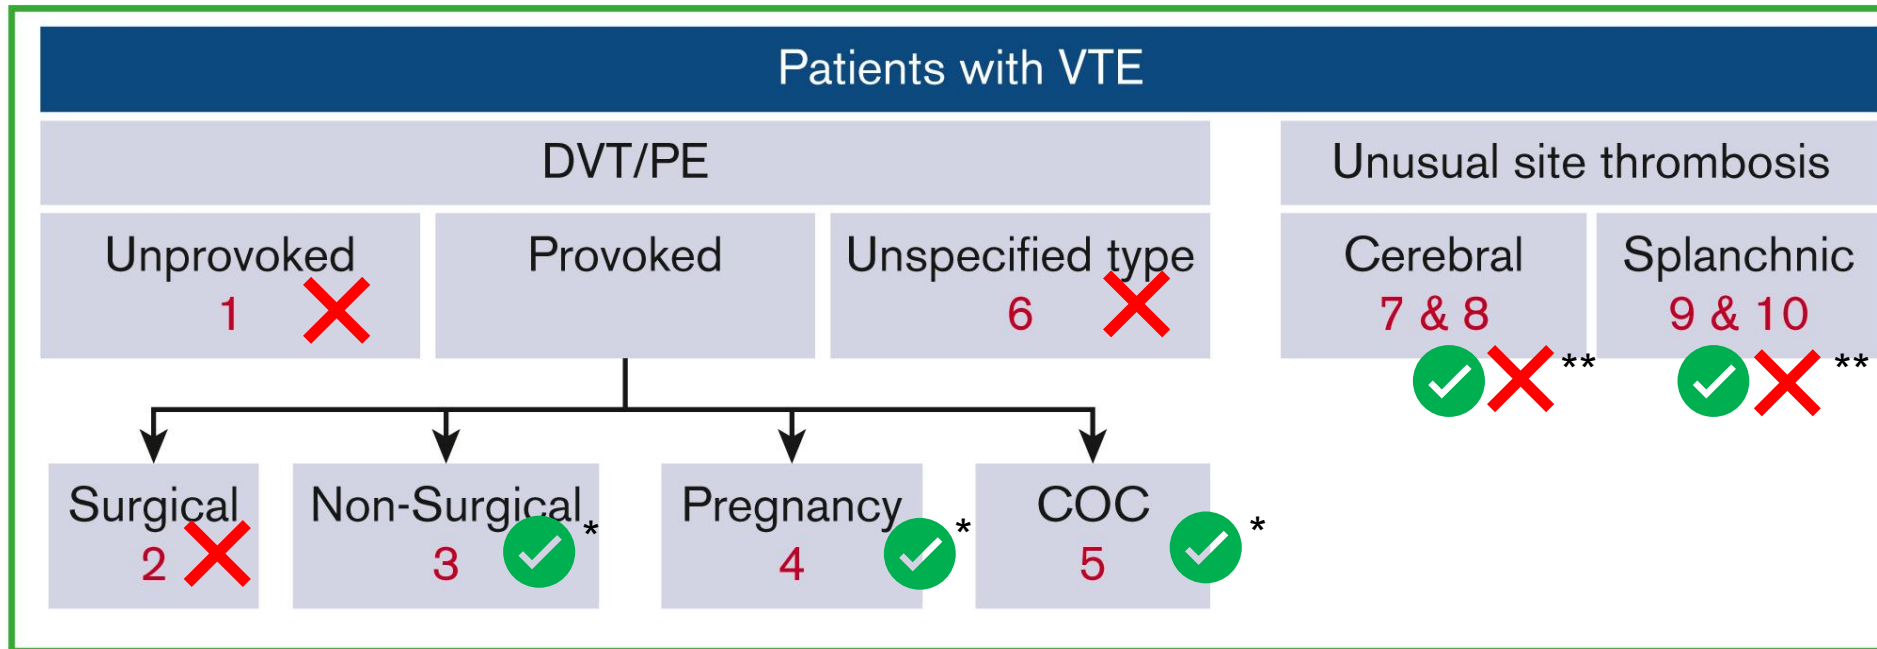 Patients with VTE
DVT/PE
Unusual site thrombosis
Unprovoked
1
Provoked
Unspecified type
6
Cerebral
7 & 8
**
Splanchnic
9 & 10
**
Surgical
2
Non-Surgical
3
*
Pregnancy
4
*
COC
5
*